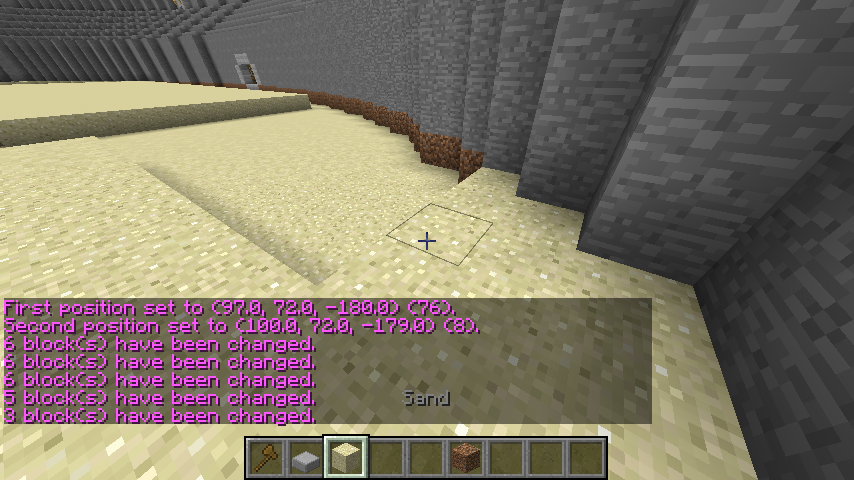 First position set to (97.0, 72.0, -180.0) (76).
Second position set to (100.0, 72.0, -179.0) (8).
6 block(s) have been changed.
6 block(s) have been changed.
6 block(s) have been changed.
5 block(s) have been changed.
3 block(s) have been changed.
Sand